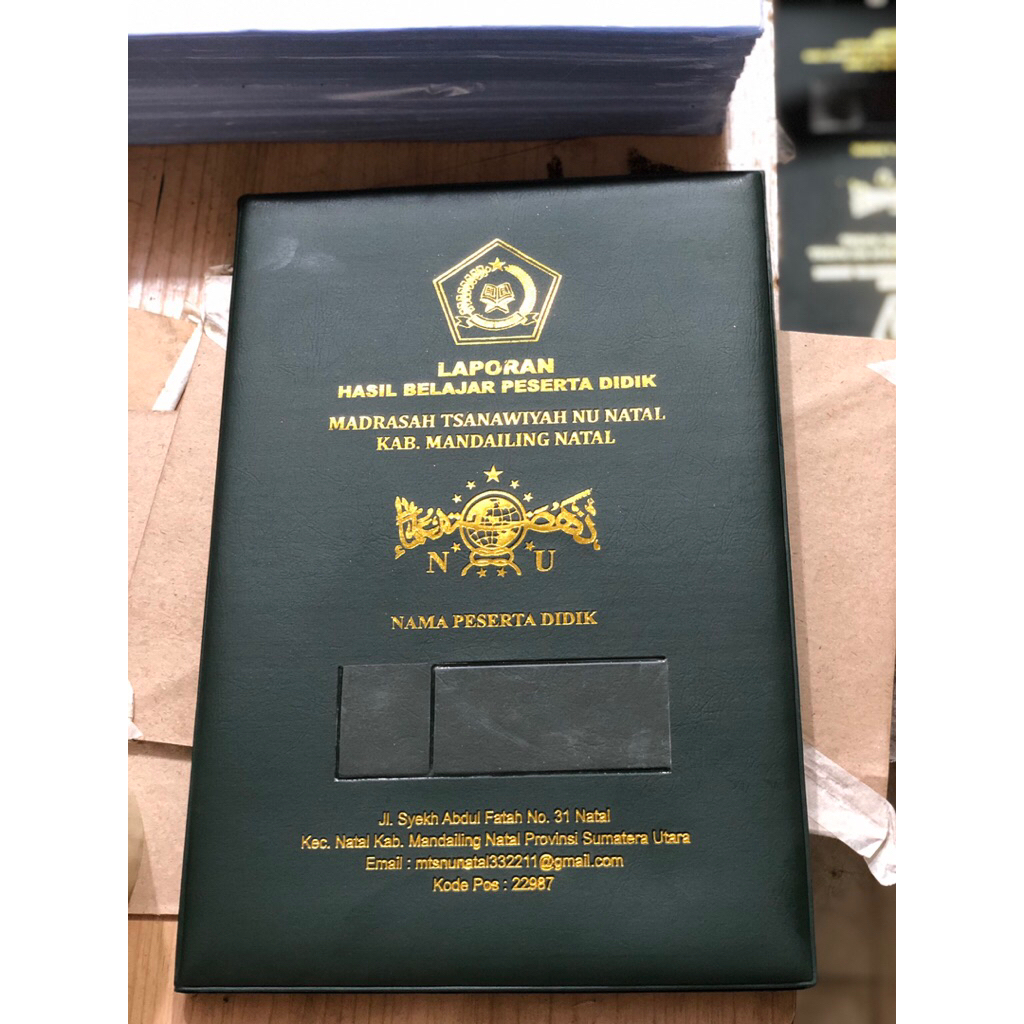 LAPORAN
HASIL BELAJAR PESERTA DIDIK
MADRASAH TSANAWIYAH NU NATAL
KAB. MANDAILING NATAL
N U
NAMA PESERTA DIDIK
Jl. Syekh Abdul Fatah No. 31 Natal
Kec. Natal Kab. Mandailing Natal Provinsi Sumatera Utara
Email : mtsnunatal332211@gmail.com
Kode Pos : 22987